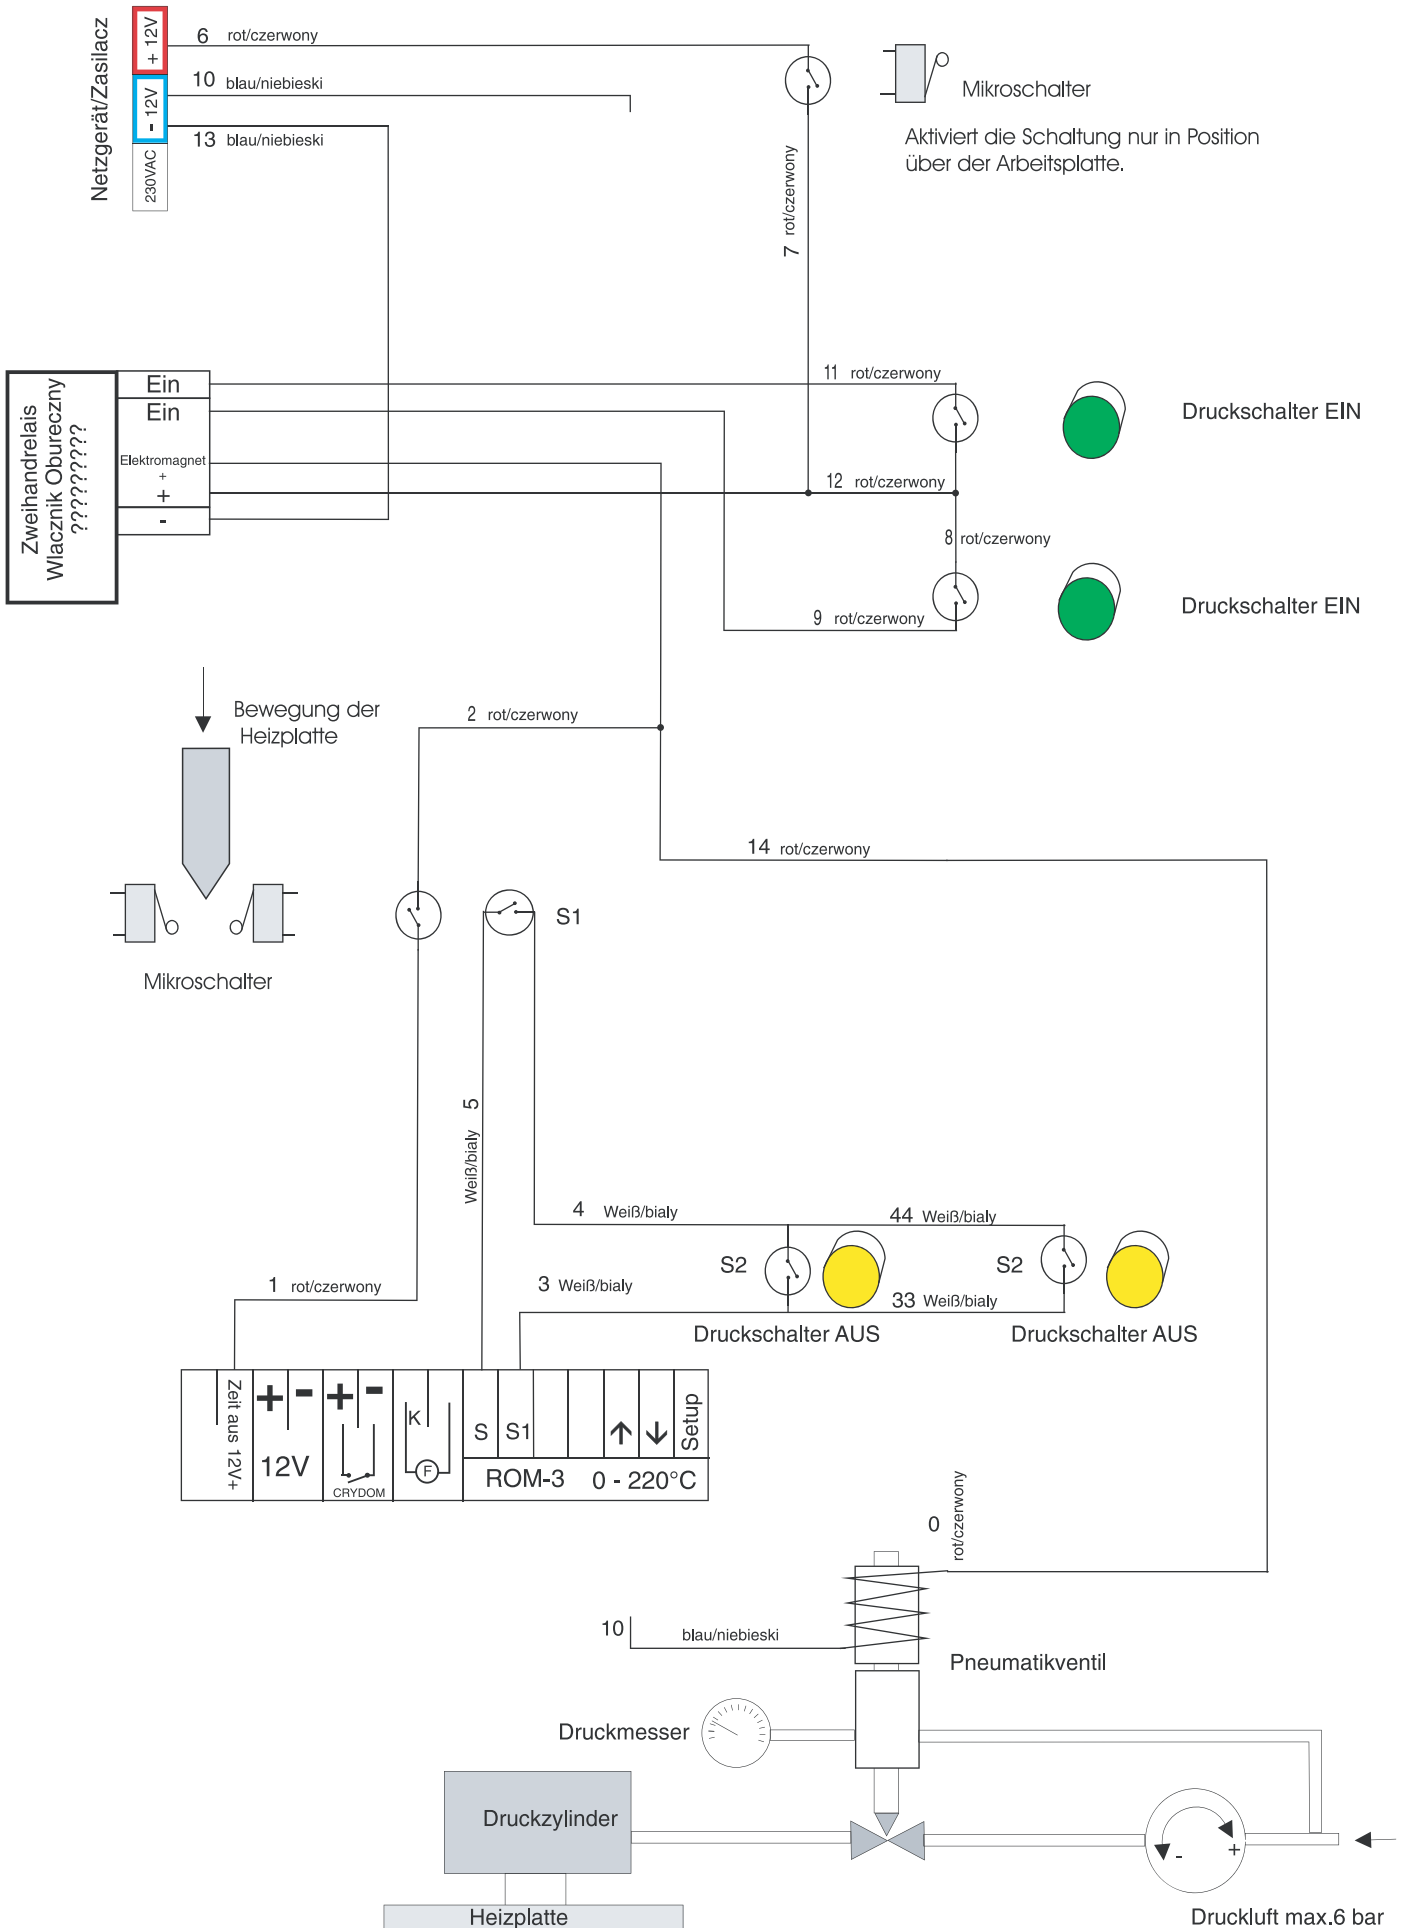 Netzgerät/Zasilacz
+ 12V
- 12V
230VAC
6 rot/czerwony
10 blau/niebieski
13 blau/niebieski
7 rot/czerwony
Mikroschalter
Aktiviert die Schaltung nur in Position
über der Arbeitsplatte.
Zweihandrelais
Wlacznik Obureczny
?????????
Ein
Ein
Elektromagnet
+
+
-
11 rot/czerwony
Druckschalter EIN
12 rot/czerwony
8 rot/czerwony
9 rot/czerwony
Druckschalter EIN
Bewegung der
Heizplatte
2 rot/czerwony
14 rot/czerwony
S1
Mikroschalter
5 Weiß/bialy
4 Weiß/bialy
44 Weiß/bialy
S2
S2
1 rot/czerwony
3 Weiß/bialy
33 Weiß/bialy
Druckschalter AUS
Druckschalter AUS
Zeit aus 12V+
+ -
12V
+ -
CRYDOM
K
F
S
S1
↑
↓
Setup
ROM-3 0 - 220°C
0 rot/czerwony
10 blau/niebieski
Pneumatikventil
Druckmesser
Druckzylinder
- +
Heizplatte
Druckluft max.6 bar